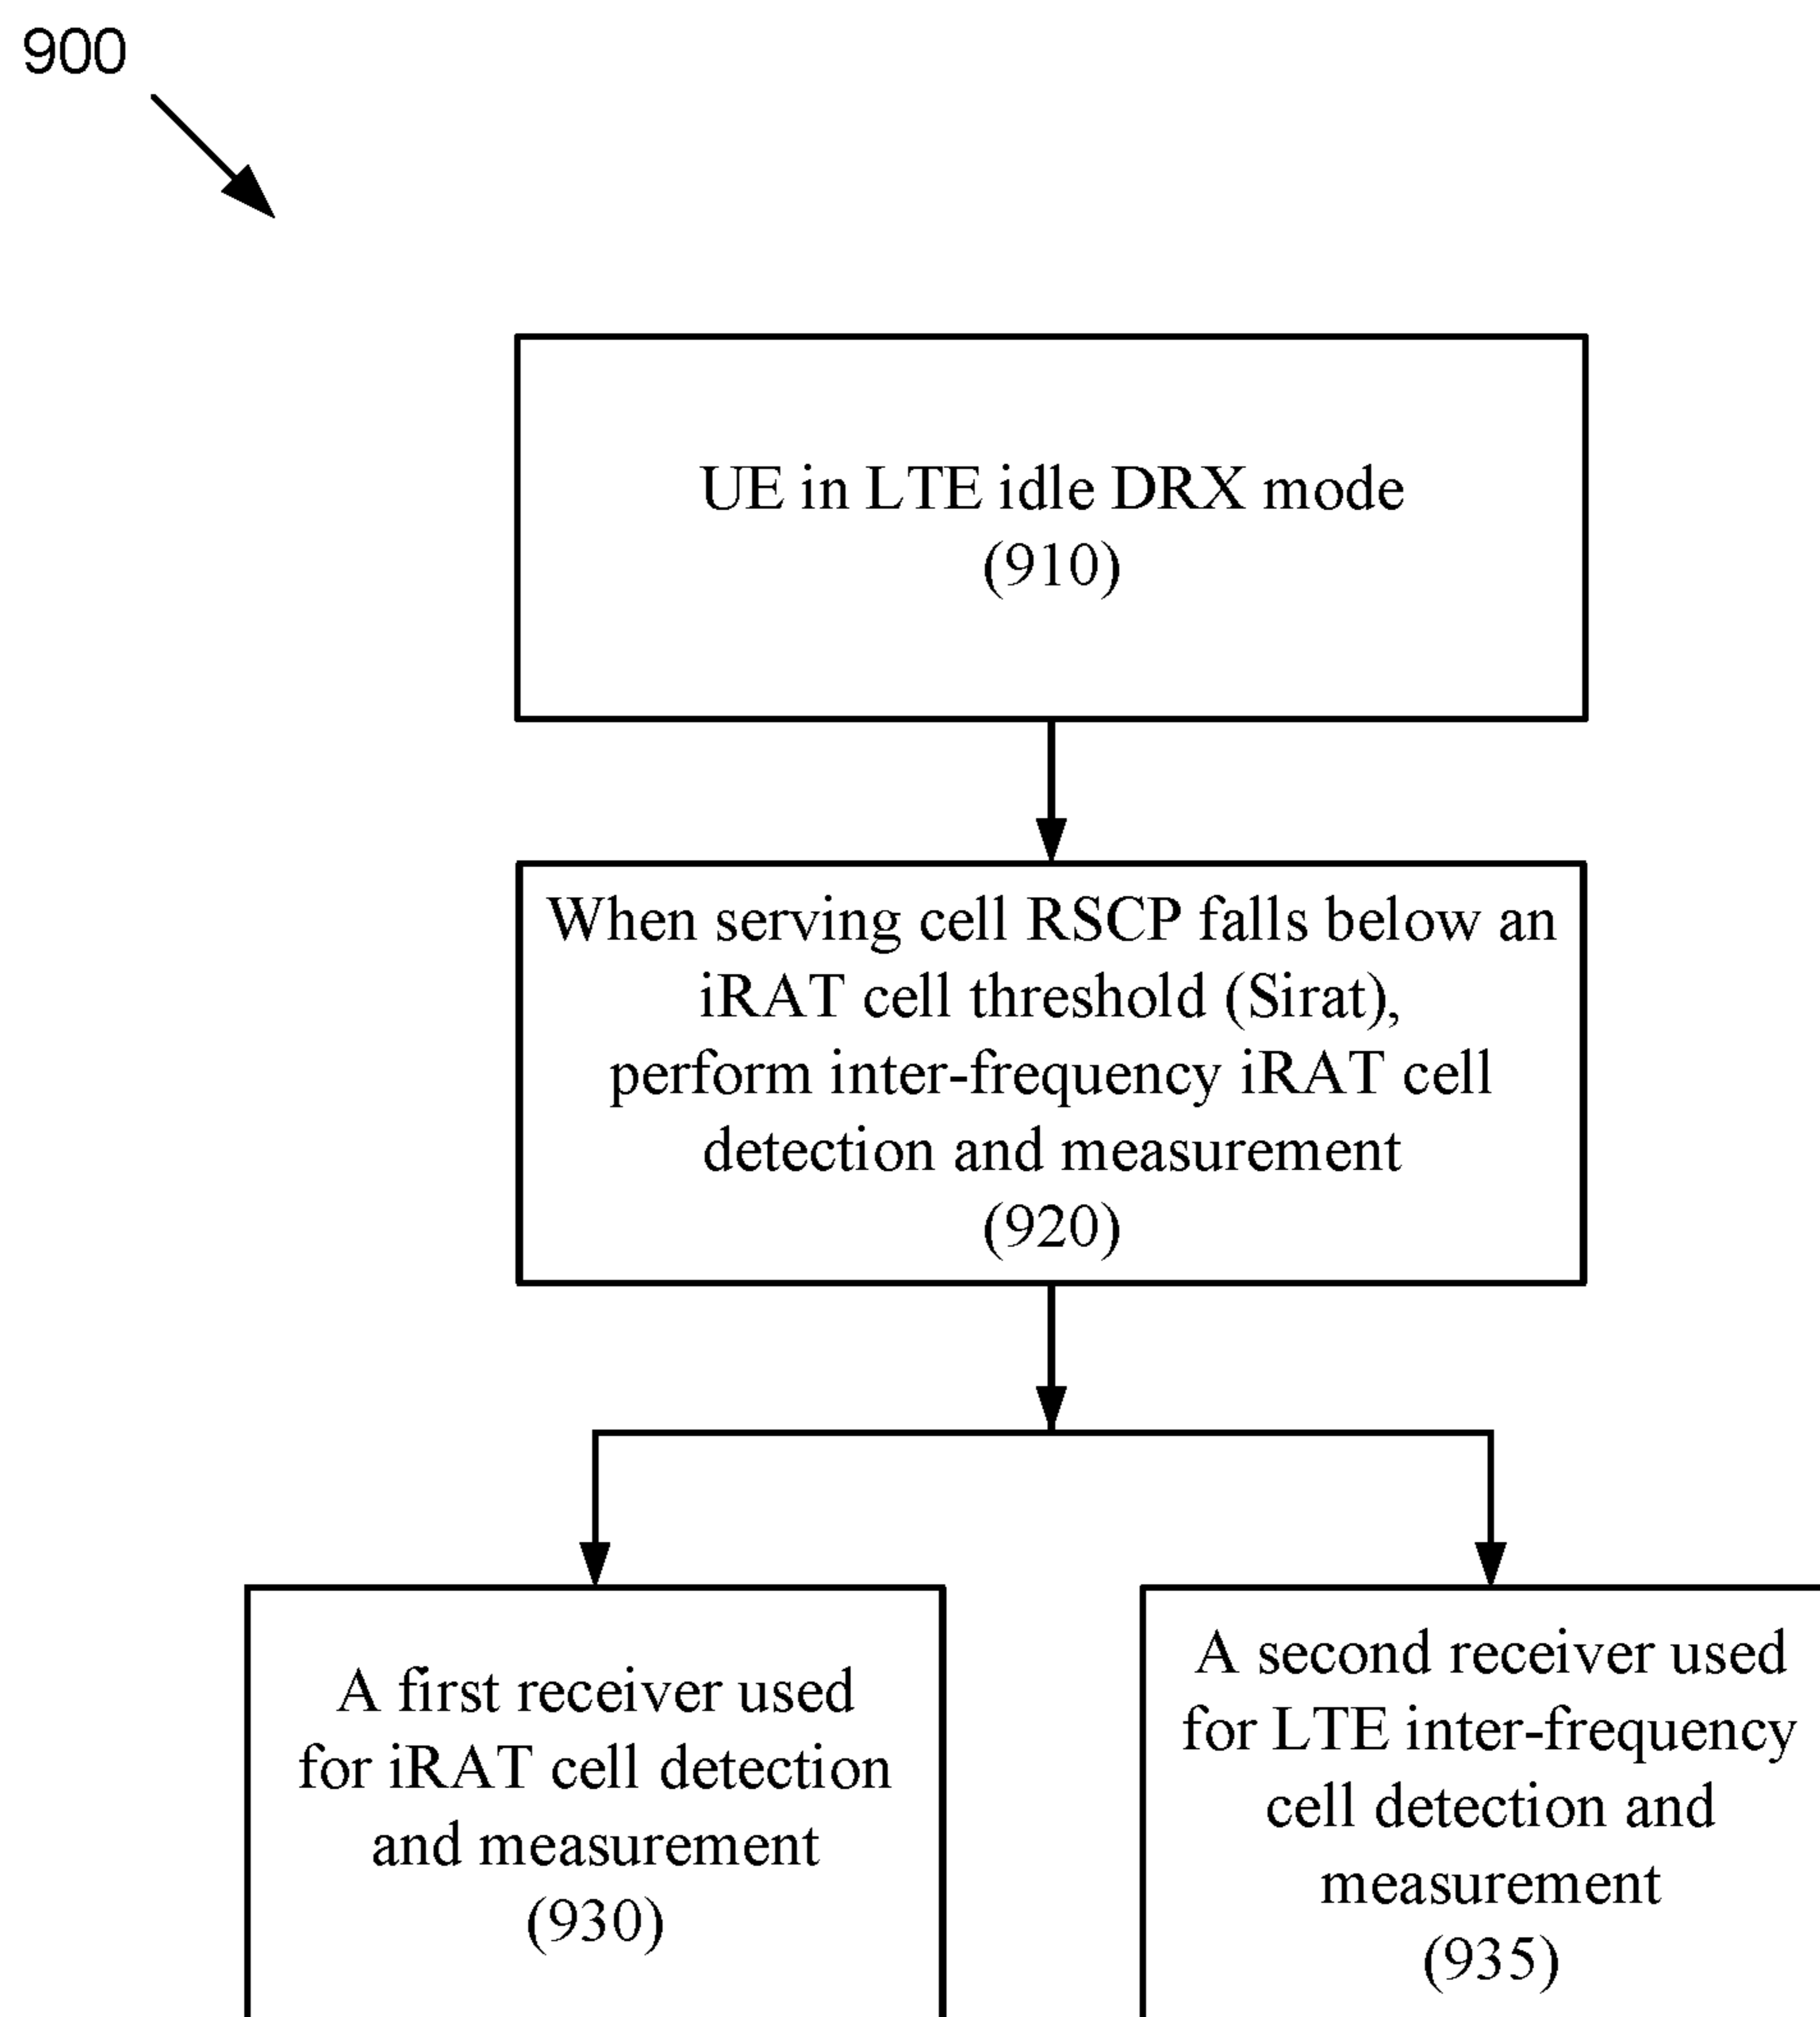 900
UE in LTE idle DRX mode
(910)
When serving cell RSCP falls below an
iRAT cell threshold (Sirat),
perform inter-frequency iRAT cell
detection and measurement
(920)
A first receiver used
for iRAT cell detection
and measurement
(930)
A second receiver used
for LTE inter-frequency
cell detection and
measurement
(935)